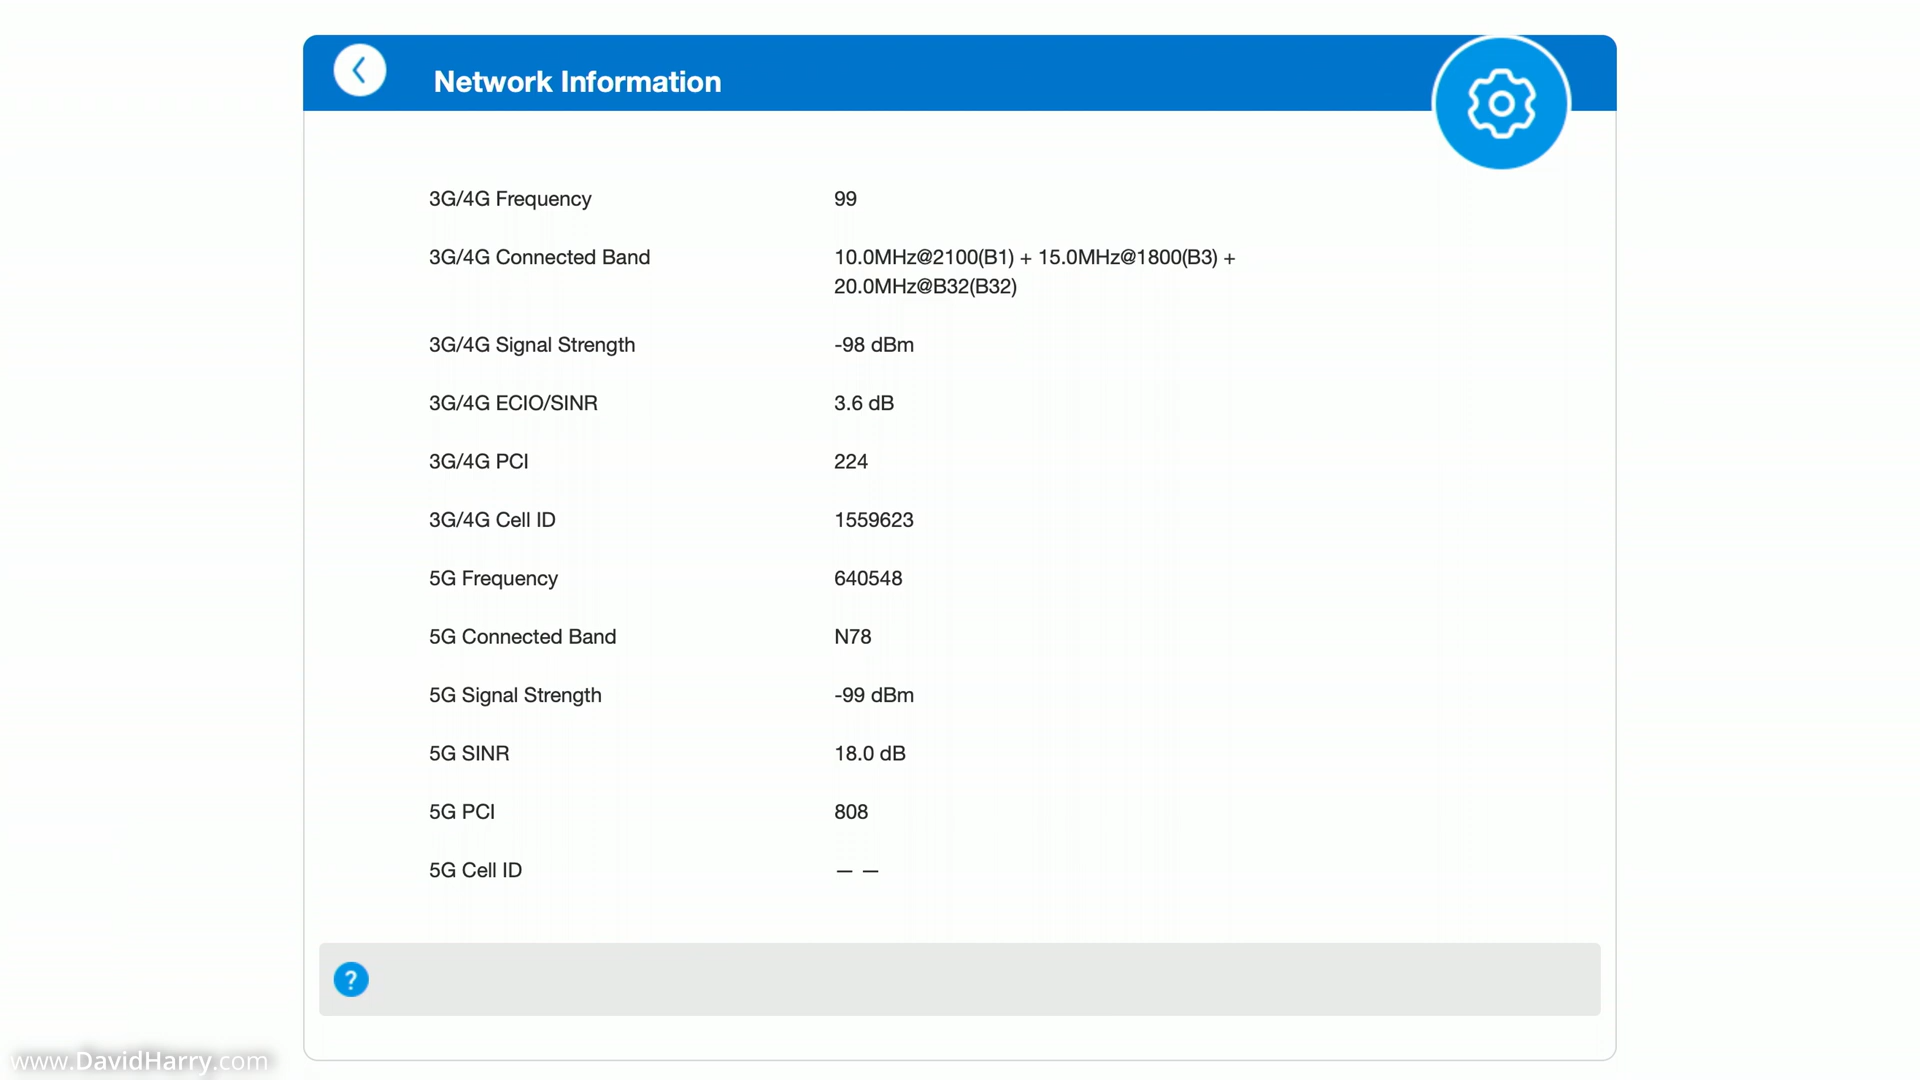 Network Information
3G/4G Frequency 99
3G/4G Connected Band 10.0MHz@2100(B1) + 15.0MHz@1800(B3) +
20.0MHz@B32(B32)
3G/4G Signal Strength -98 dBm
3G/4G ECIO/SINR 3.6 dB
3G/4G PCI 224
3G/4G Cell ID 1559623
5G Frequency 640548
5G Connected Band N78
5G Signal Strength -99 dBm
5G SINR 18.0 dB
5G PCI 808
5G Cell ID — —
?
www.DavidHarry.com